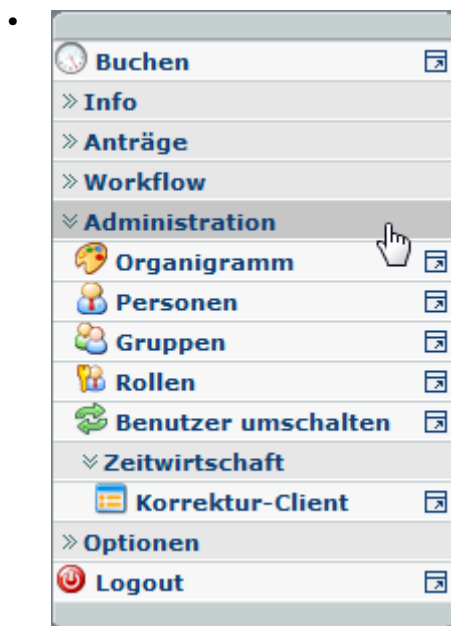 Buchen
Info
Anträge
Workflow
Administration
Organigramm
Personen
Gruppen
Rollen
Benutzer umschalten
Zeitwirtschaft
Korrektur-Client
Optionen
Logout